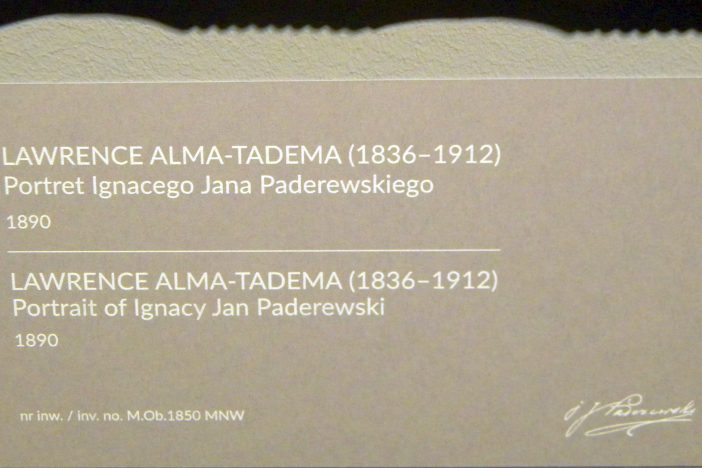 LAWRENCE ALMA-TADEMA (1836–1912)
Portret Ignacego Jana Paderewskiego
1890
LAWRENCE ALMA-TADEMA (1836–1912)
Portrait of Ignacy Jan Paderewski
1890
nr inw. / inv. no. M.Ob.1850 MNW
I J Paderewski